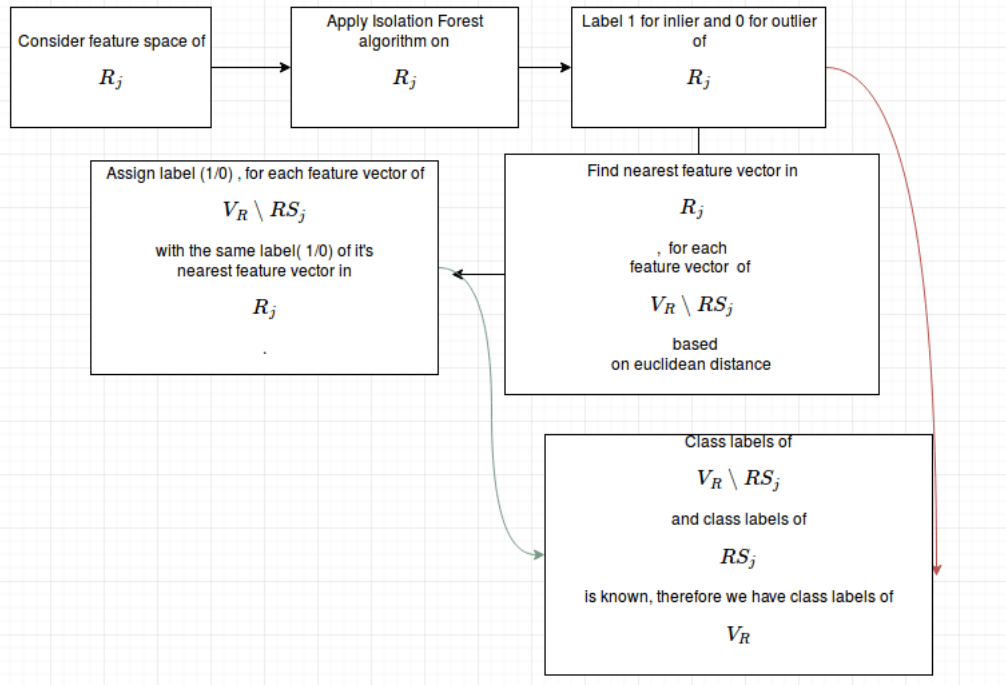 Consider feature space of
R_j
Apply Isolation Forest
algorithm on
R_j
Label 1 for inlier and 0 for outlier
of
R_j
Find nearest feature vector in
R_j
, for each
feature vector of
V_R \ RS_j
based
on euclidean distance
Assign label (1/0) , for each feature vector of
V_R \ RS_j
with the same label( 1/0) of it's
nearest feature vector in
R_j
.
Class labels of
V_R \ RS_j
and class labels of
RS_j
is known, therefore we have class labels of
V_R